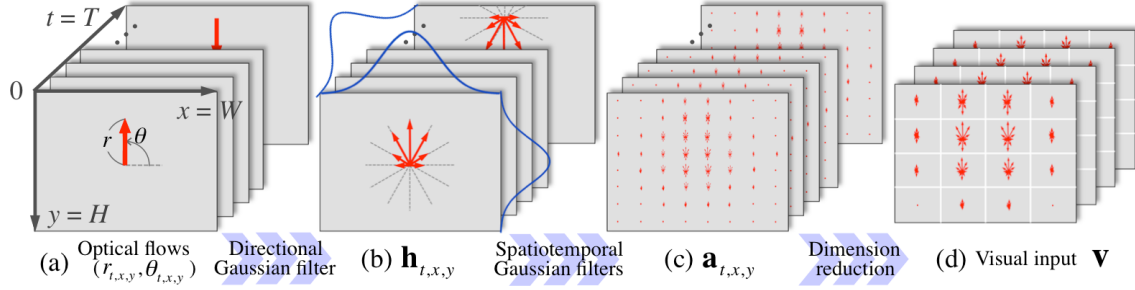 t = T
0
x = W
r θ
y = H
(a) Optical flows (r_{t,x,y}, θ_{t,x,y})
Directional Gaussian filter
(b) h_{t,x,y}
Spatiotemporal Gaussian filters
(c) a_{t,x,y}
Dimension reduction
(d) Visual input v